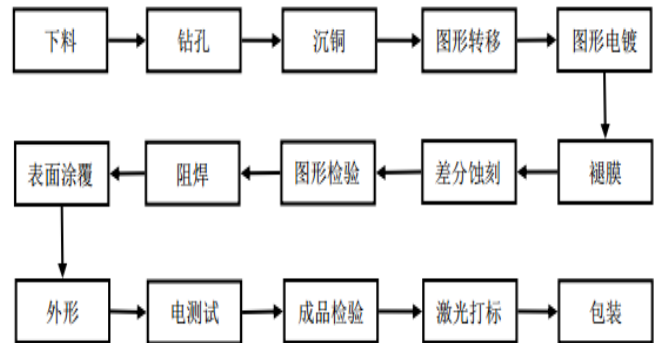 下料
钻孔
沉铜
图形转移
图形电镀
褪膜
差分蚀刻
图形检验
阻焊
表面涂覆
外形
电测试
成品检验
激光打标
包装